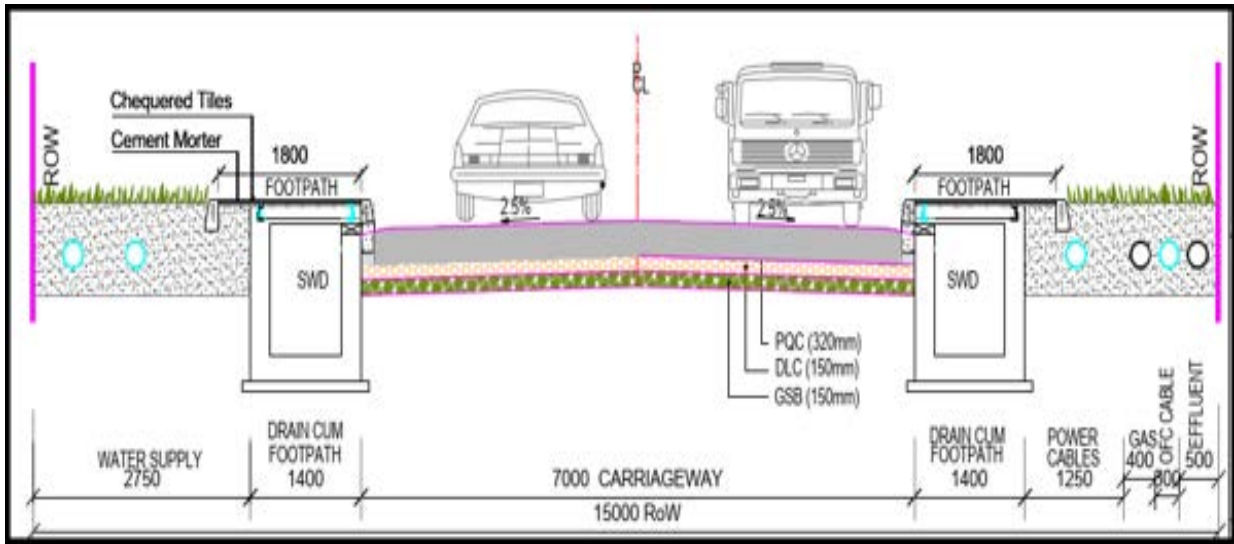 Chequered Tiles
Cement Morter
ROW
1800
FOOTPATH
2.5%
CL
2.5%
1800
FOOTPATH
ROW
SWD
SWD
PQC (320mm)
DLC (150mm)
GSB (150mm)
WATER SUPPLY
2750
DRAIN CUM
FOOTPATH
1400
7000 CARRIAGEWAY
DRAIN CUM
FOOTPATH
1400
POWER
CABLES
1250
GAS
400
OFC CABLE
EFFLUENT
500
15000 RoW